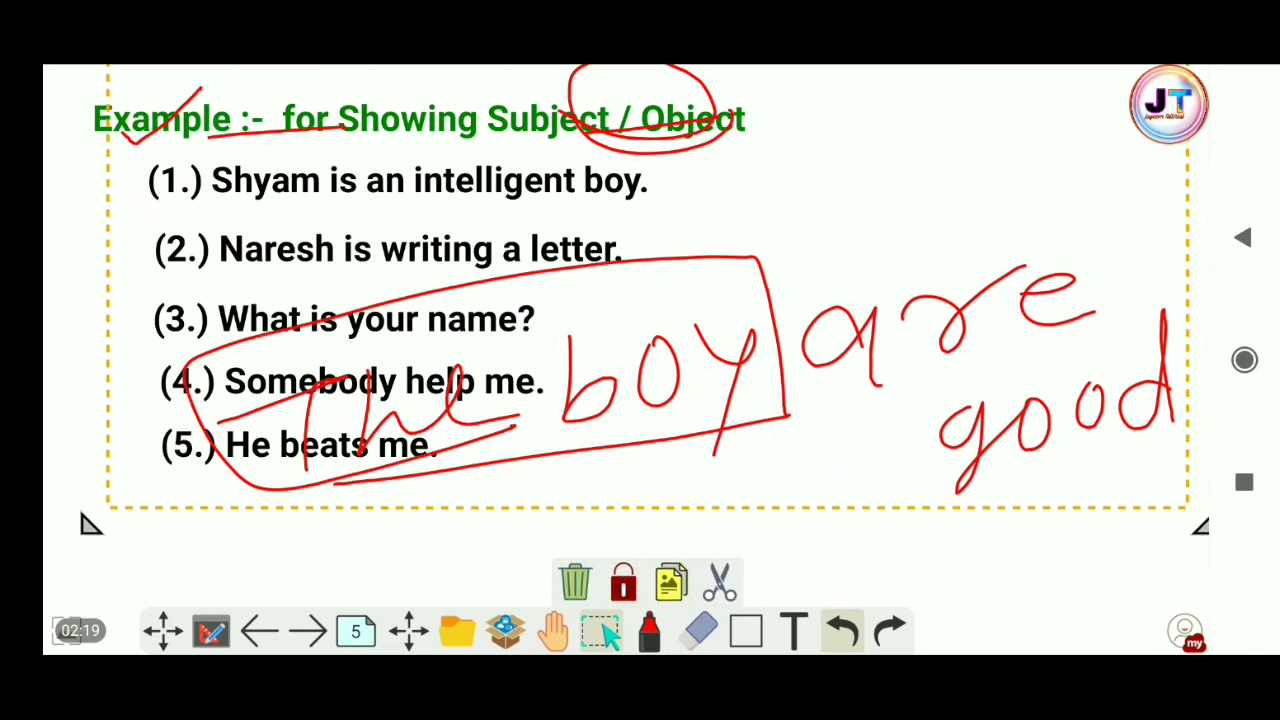 Example :- for Showing Subject / Object
JT
(1.) Shyam is an intelligent boy.
(2.) Naresh is writing a letter.
(3.) What is your name?
(4.) Somebody help me.
(5.) He beats me.
The boy are
good
02:19
5
T
my